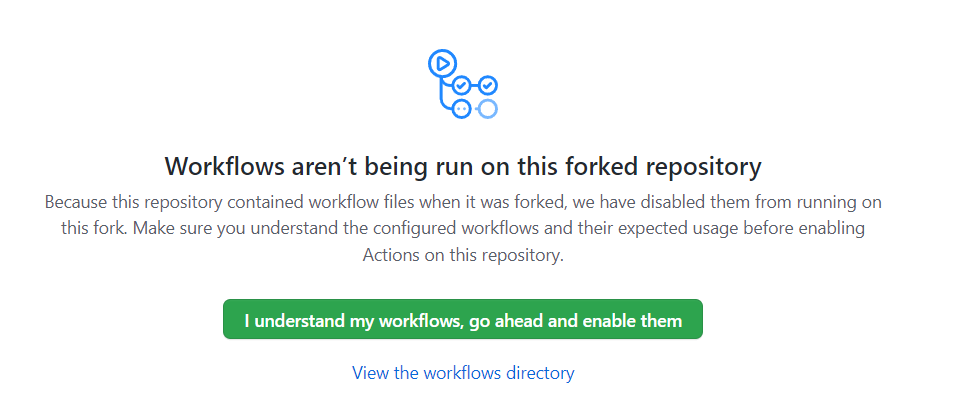 Workflows aren’t being run on this forked repository
Because this repository contained workflow files when it was forked, we have disabled them from running on
this fork. Make sure you understand the configured workflows and their expected usage before enabling
Actions on this repository.
I understand my workflows, go ahead and enable them
View the workflows directory